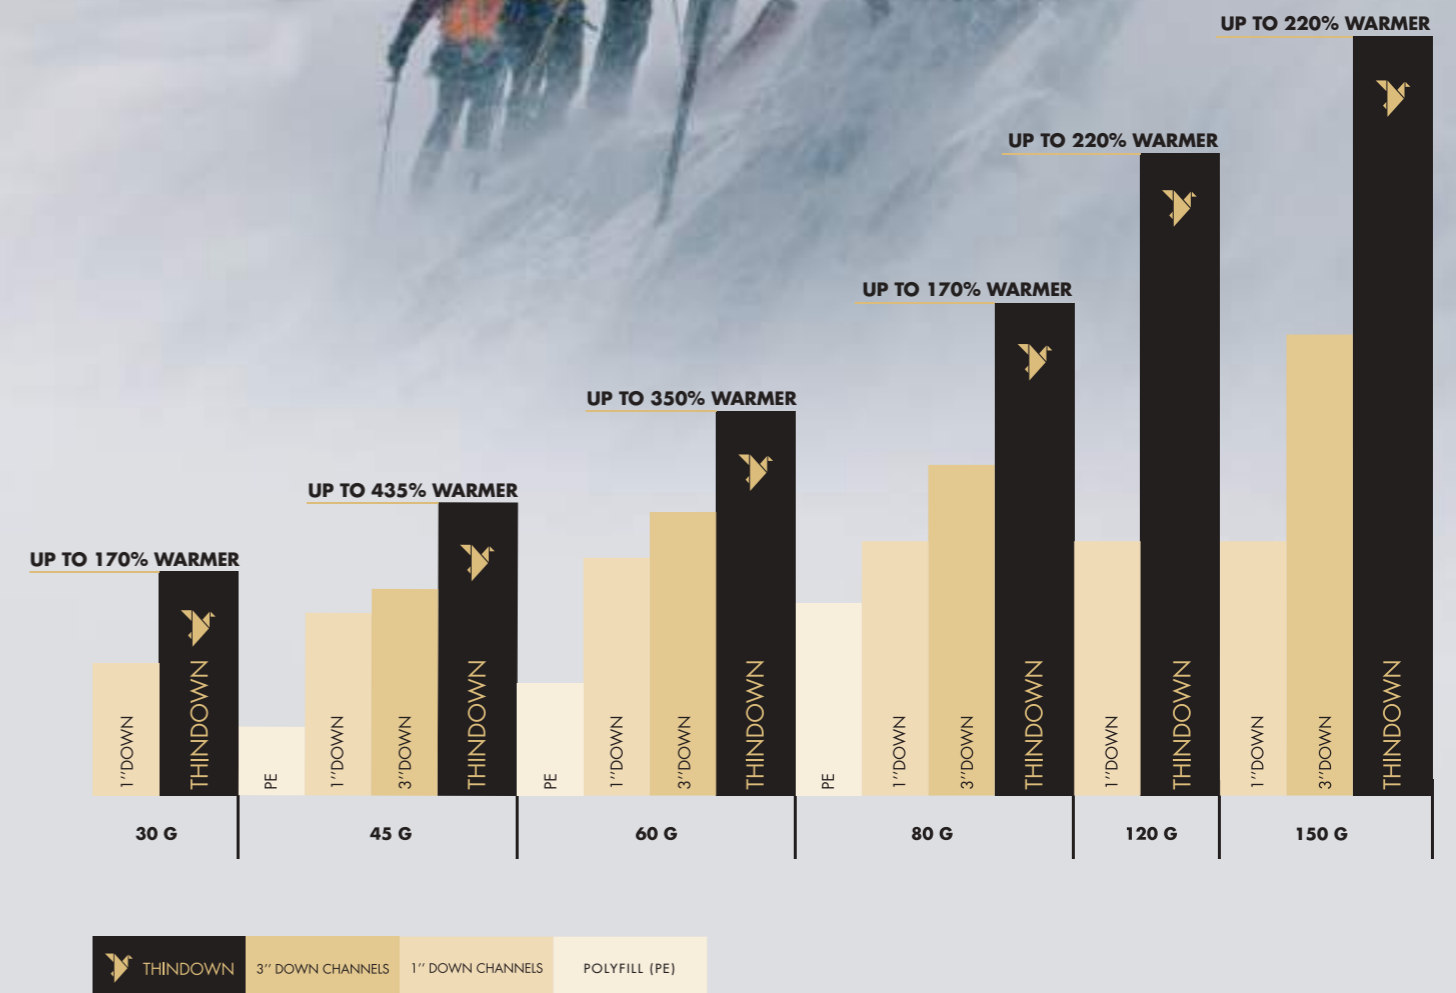 UP TO 220% WARMER
UP TO 220% WARMER
UP TO 170% WARMER
UP TO 350% WARMER
UP TO 435% WARMER
UP TO 170% WARMER
1’’DOWN
THINDOWN
PE
1’’DOWN
3’’DOWN
THINDOWN
PE
1’’DOWN
3’’DOWN
THINDOWN
PE
1’’DOWN
3’’DOWN
THINDOWN
1’’DOWN
THINDOWN
1’’DOWN
3’’DOWN
THINDOWN
30 G
45 G
60 G
80 G
120 G
150 G
THINDOWN
3’’ DOWN CHANNELS
1’’ DOWN CHANNELS
POLYFILL (PE)